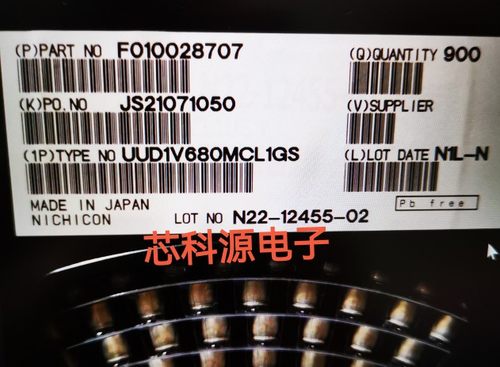 (P)PART NO F010028707 (Q)QUANTITY 900
(K)PO.NO JS21071050 (V)SUPPLIER
(1P)TYPE NO UUD1V680MCL1GS (L)LOT DATE N1L-N
MADE IN JAPAN Pb free
NICHICON LOT NO N22-12455-02
芯科源电子